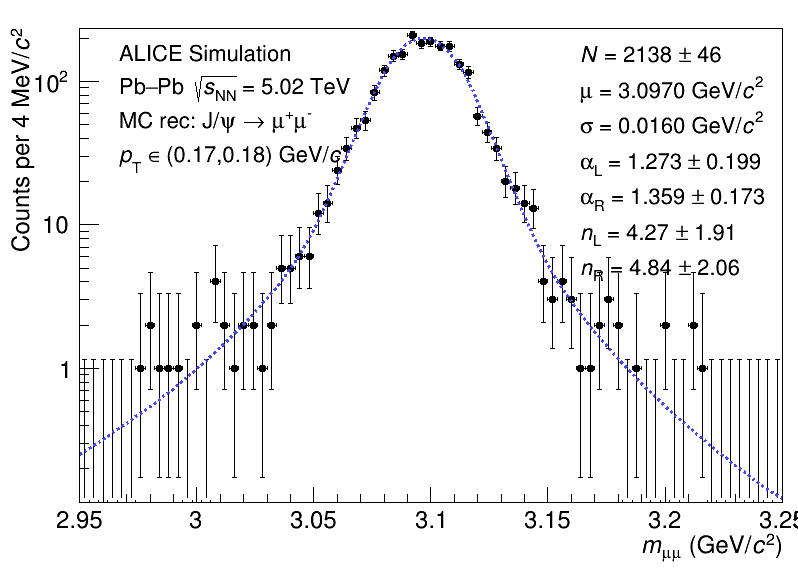 ALICE Simulation
Pb–Pb √sNN = 5.02 TeV
MC rec: J/ψ → μ+μ-
pT ∈ (0.17,0.18) GeV/c
N = 2138 ± 46
μ = 3.0970 GeV/c²
σ = 0.0160 GeV/c²
αL = 1.273 ± 0.199
αR = 1.359 ± 0.173
nL = 4.27 ± 1.91
nR = 4.84 ± 2.06
Counts per 4 MeV/c²
10²
10
1
2.95 3 3.05 3.1 3.15 3.2 3.25
mμμ (GeV/c²)